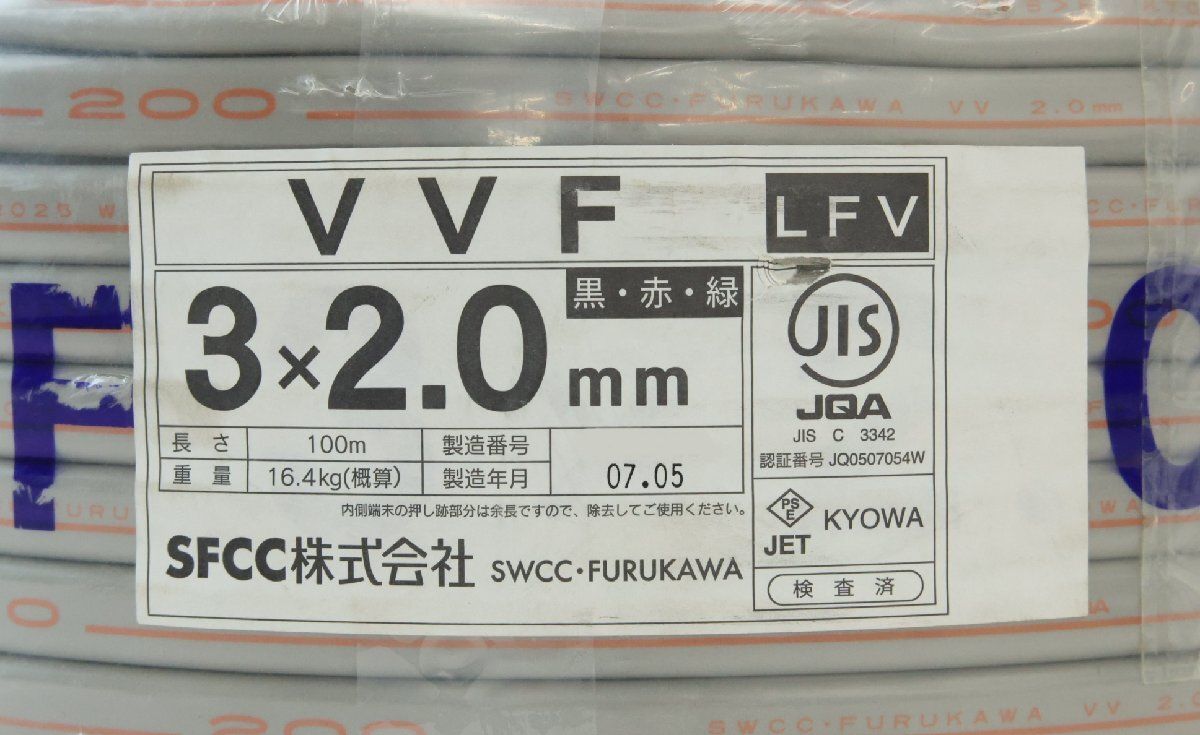 200 SWCC・FURUKAWA VV 2.0mm
VVF
LFV
3×2.0mm
黒・赤・緑
長さ 100m 製造番号
重量 16.4kg(概算) 製造年月 07.05
内側端末の押し跡部分は余長ですので、除去してご使用ください。
SFCC株式会社 SWCC・FURUKAWA
JIS
JQA
JIS C 3342
認証番号 JQ0507054W
PSE
JET KYOWA
検査済
F
JQA
200 SWCC・FURUKAWA VV 2.0